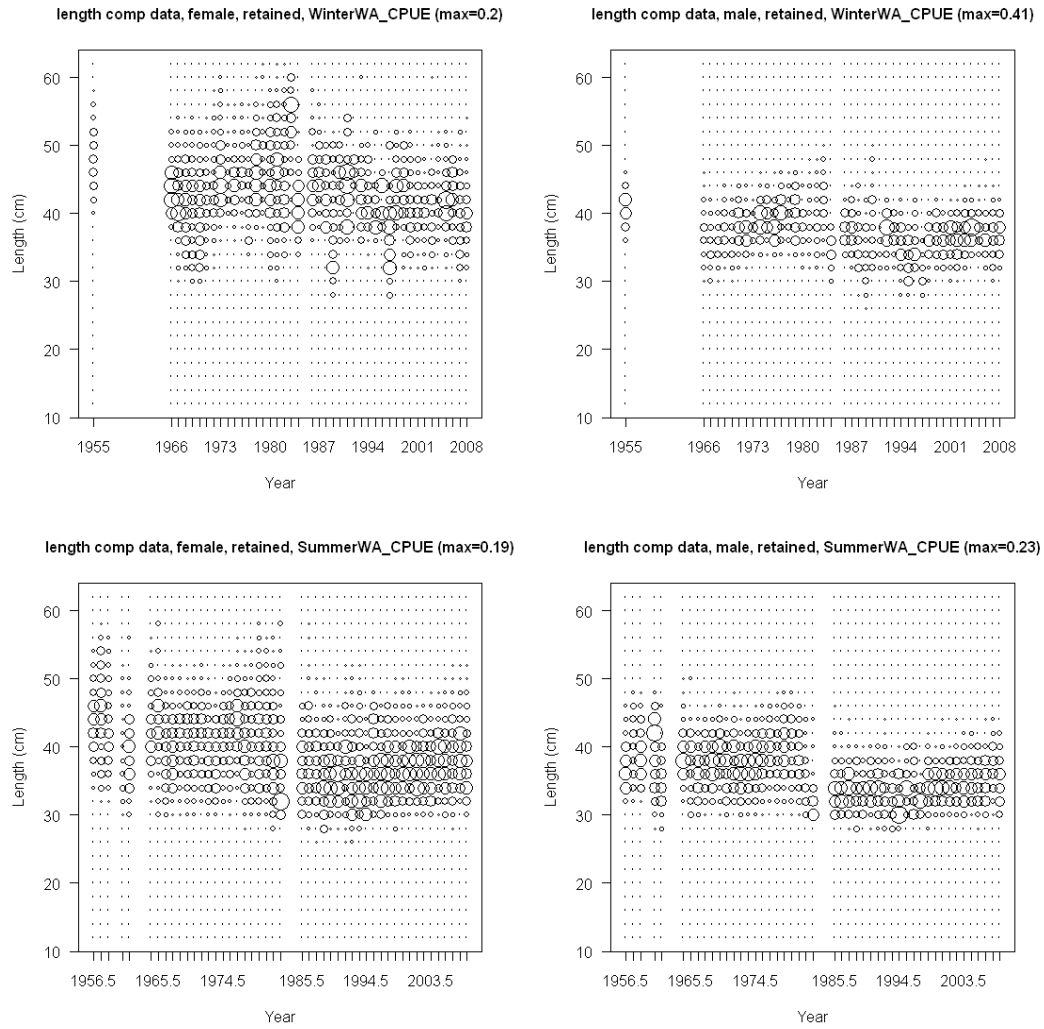 length comp data, female, retained, WinterWA_CPUE (max=0.2)
60
50
40
30
20
10
Length (cm)
1955 1966 1973 1980 1987 1994 2001 2008
Year
length comp data, male, retained, WinterWA_CPUE (max=0.41)
60
50
40
30
20
10
Length (cm)
1955 1966 1973 1980 1987 1994 2001 2008
Year
length comp data, female, retained, SummerWA_CPUE (max=0.19)
60
50
40
30
20
10
Length (cm)
1956.5 1965.5 1974.5 1985.5 1994.5 2003.5
Year
length comp data, male, retained, SummerWA_CPUE (max=0.23)
60
50
40
30
20
10
Length (cm)
1956.5 1965.5 1974.5 1985.5 1994.5 2003.5
Year